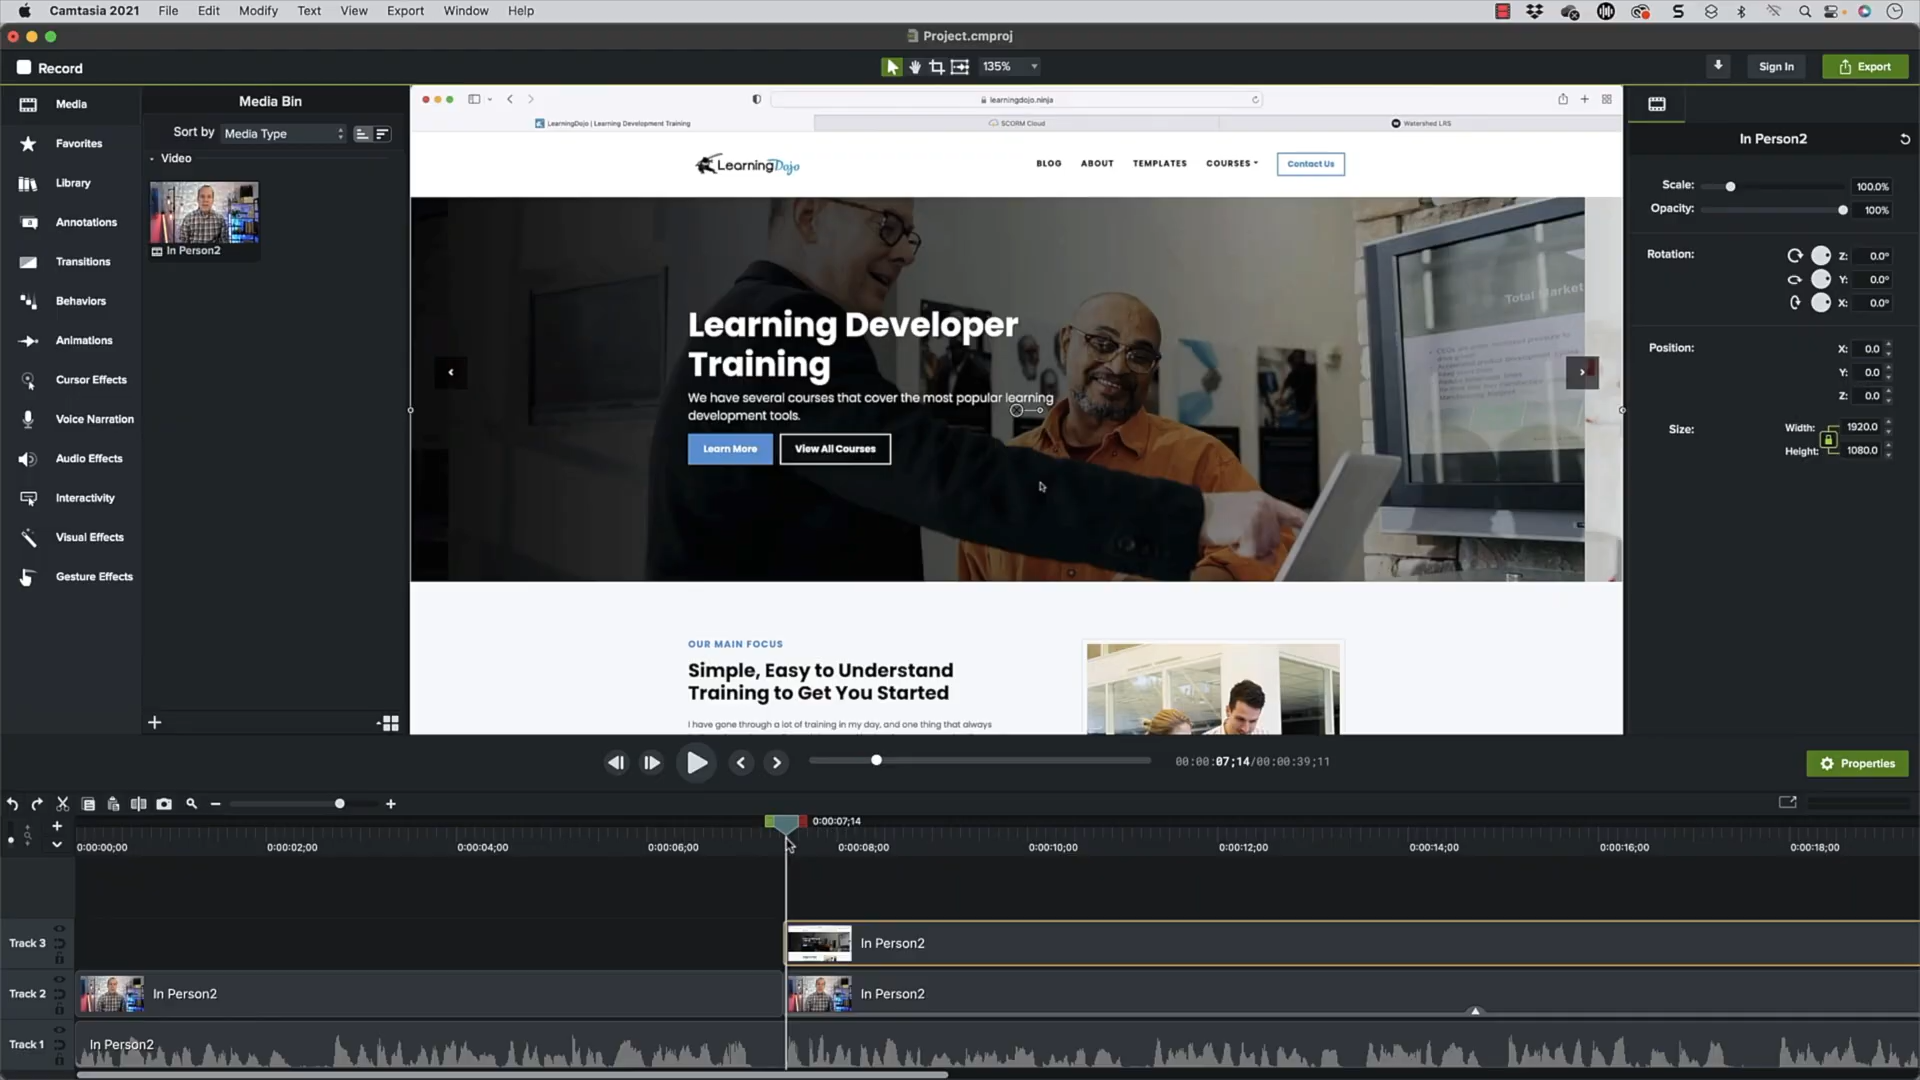 Camtasia 2021 File Edit Modify Text View Export Window Help
Project.cmproj
Record 135% Sign In Export
Media
Favorites
Library
Annotations
Transitions
Behaviors
Animations
Cursor Effects
Voice Narration
Audio Effects
Interactivity
Visual Effects
Gesture Effects
Media Bin
Sort by Media Type
Video
In Person2
learningdojo.ninja
LearningDojo | Learning Development Training SCORM Cloud Watershed LRS
LearningDojo BLOG ABOUT TEMPLATES COURSES Contact Us
Total Market
Learning Developer
Training
We have several courses that cover the most popular learning
development tools.
Learn More View All Courses
OUR MAIN FOCUS
Simple, Easy to Understand
Training to Get You Started
I have gone through a lot of training in my day, and one thing that always
In Person2
Scale: 100.0%
Opacity: 100%
Rotation: Z: 0.0°
Y: 0.0°
X: 0.0°
Position: X: 0.0
Y: 0.0
Z: 0.0
Size: Width: 1920.0
Height: 1080.0
00:00:07;14/00:00:39;11
Properties
0:00:07;14
0:00:00;00 0:00:02;00 0:00:04;00 0:00:06;00 0:00:08;00 0:00:10;00 0:00:12;00 0:00:14;00 0:00:16;00 0:00:18;00
Track 3 In Person2
Track 2 In Person2 In Person2
Track 1 In Person2